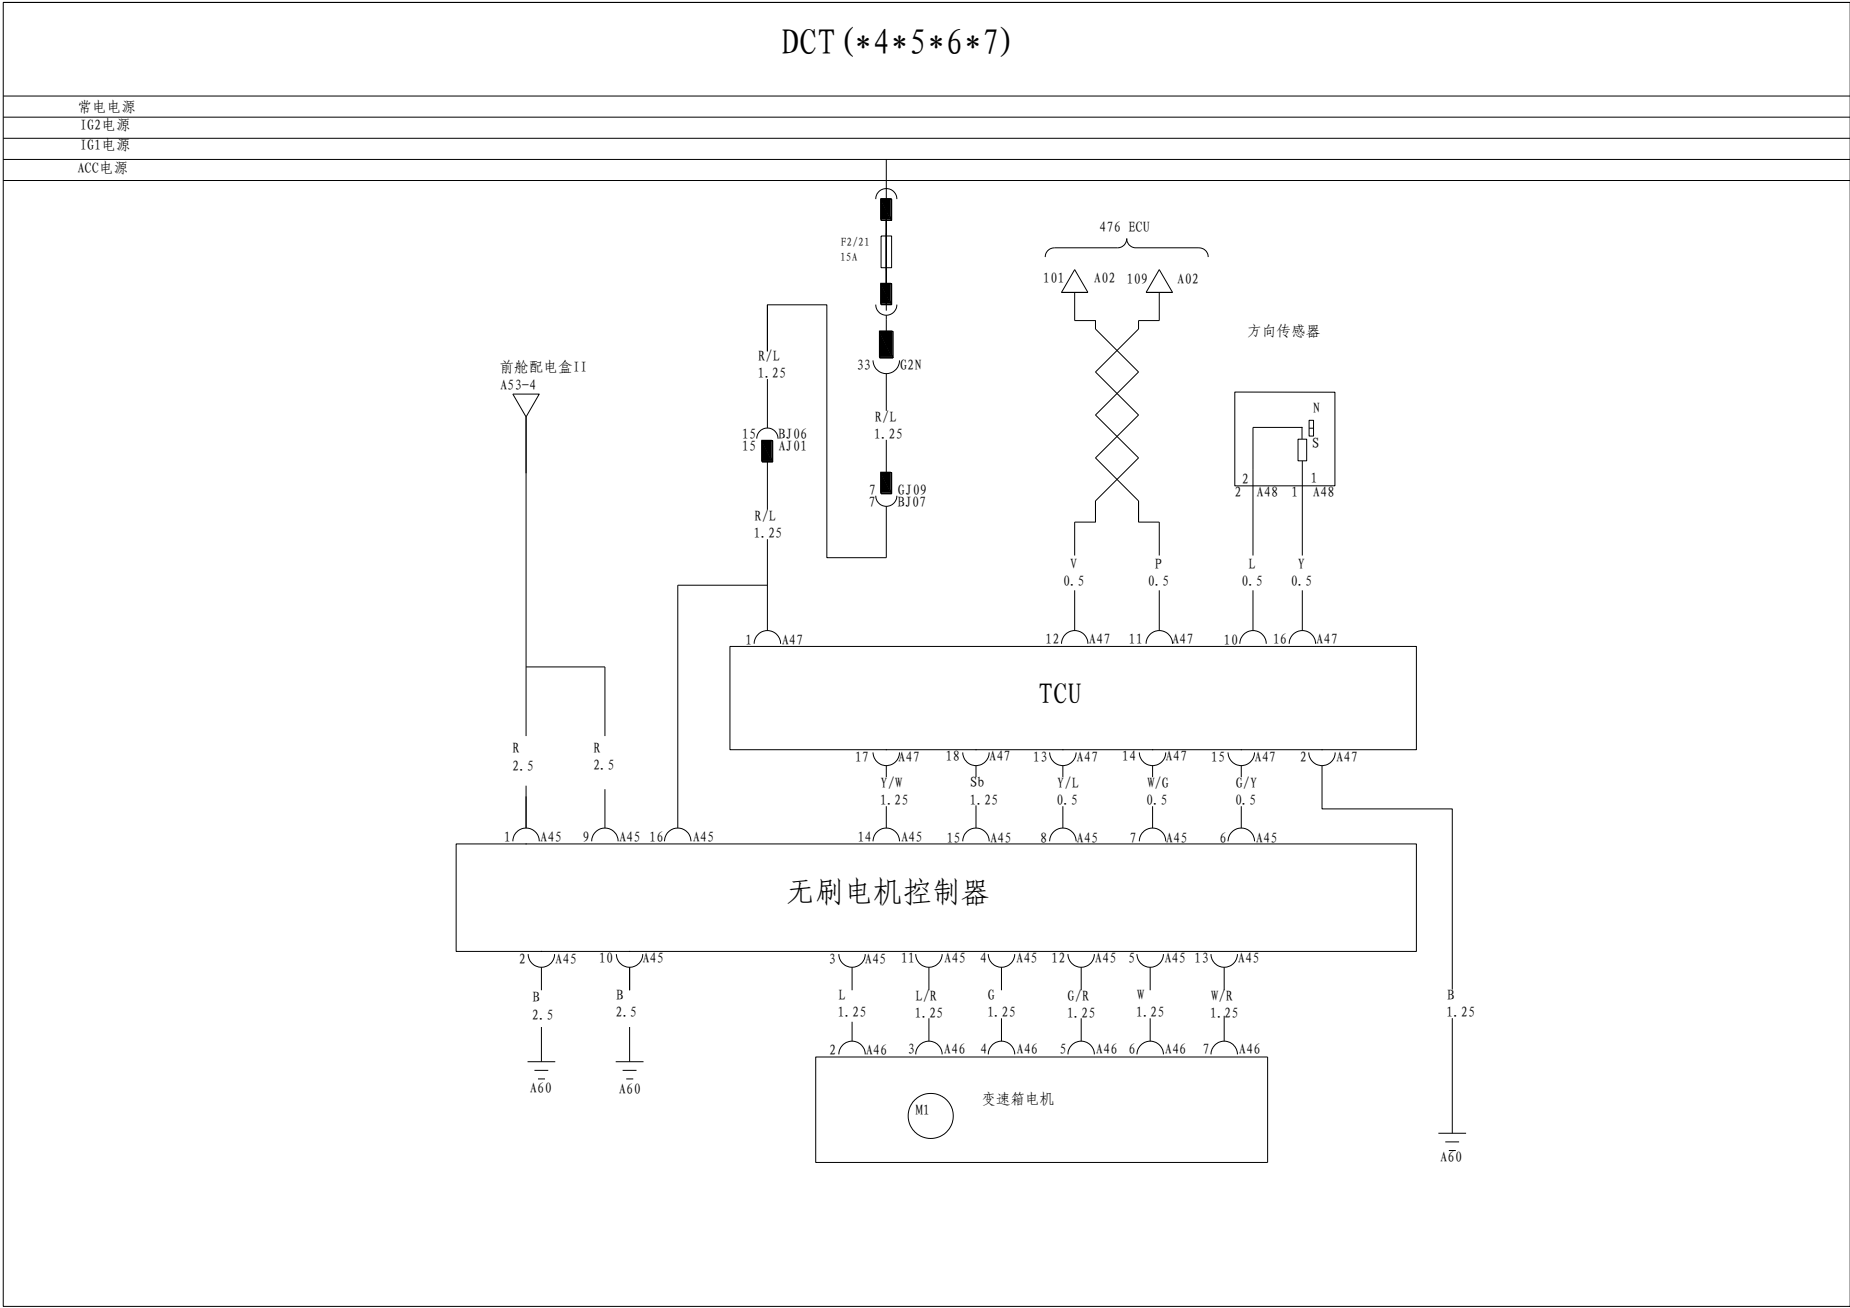 DCT(*4*5*6*7)
常电电源
IG2电源
IG1电源
ACC电源
F2/21
15A
476 ECU
101 A02 109 A02
方向传感器
前舱配电盒II
A53-4
R/L
1.25
33 G2N
R/L
1.25
15 BJ06
15 AJ01
7 GJ09
7 BJ07
N
S
2 1
2 A48 1 A48
R/L
1.25
V
0.5
P
0.5
L
0.5
Y
0.5
1 A47 12 A47 11 A47 10 16 A47
TCU
R
2.5
R
2.5
17 A47 18 A47 13 A47 14 A47 15 A47 2 A47
Y/W
1.25
Sb
1.25
Y/L
0.5
W/G
0.5
G/Y
0.5
1 A45 9 A45 16 A45 14 A45 15 A45 8 A45 7 A45 6 A45
无刷电机控制器
2 A45 10 A45 3 A45 11 A45 4 A45 12 A45 5 A45 13 A45
B
2.5
B
2.5
L
1.25
L/R
1.25
G
1.25
G/R
1.25
W
1.25
W/R
1.25
B
1.25
2 A46 3 A46 4 A46 5 A46 6 A46 7 A46
A60 A60
M1
变速箱电机
A60